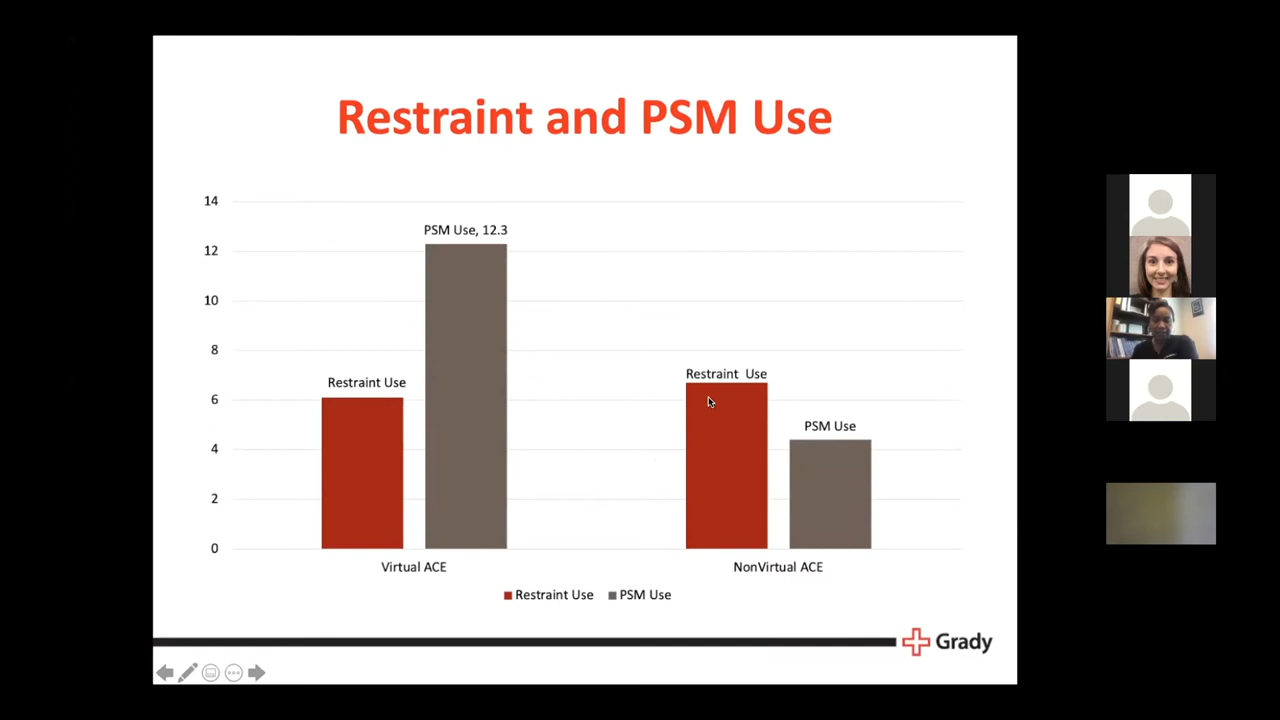 Restraint and PSM Use
14
12
10
8
6
4
2
0
PSM Use, 12.3
Restraint Use
Restraint Use
PSM Use
Virtual ACE
NonVirtual ACE
Restraint Use
PSM Use
Grady